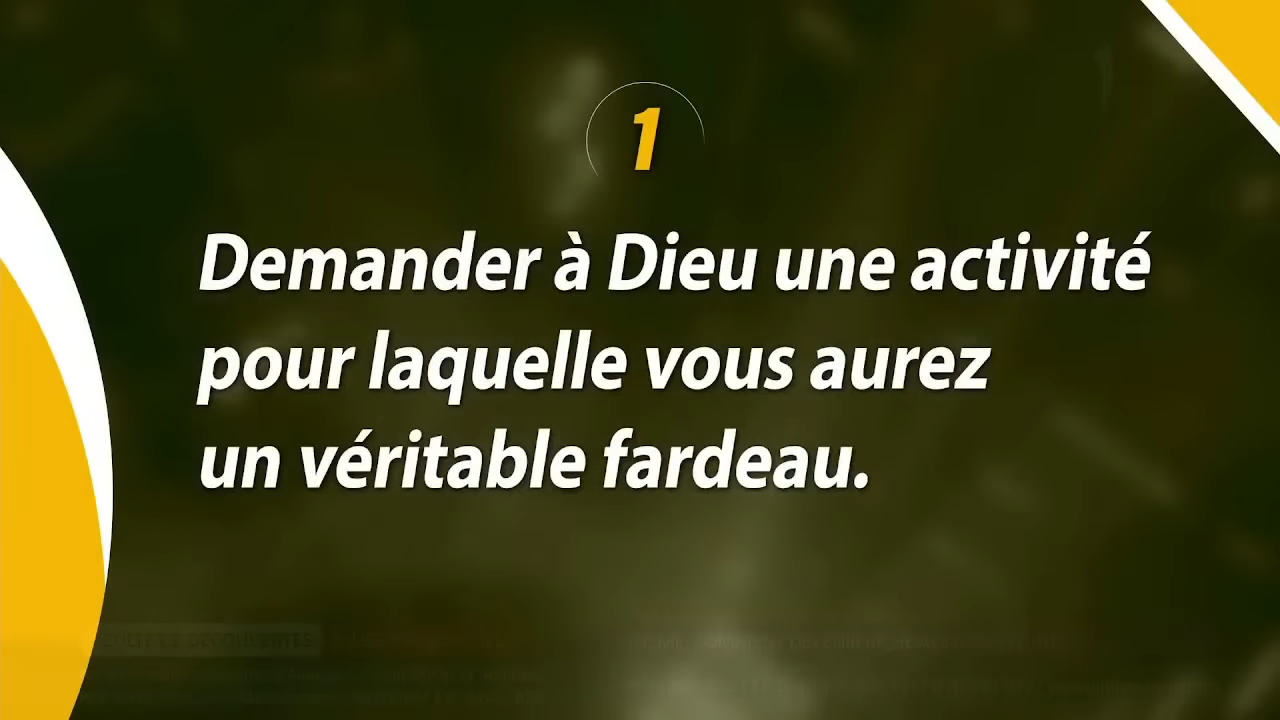 1
Demander à Dieu une activité
pour laquelle vous aurez
un véritable fardeau.